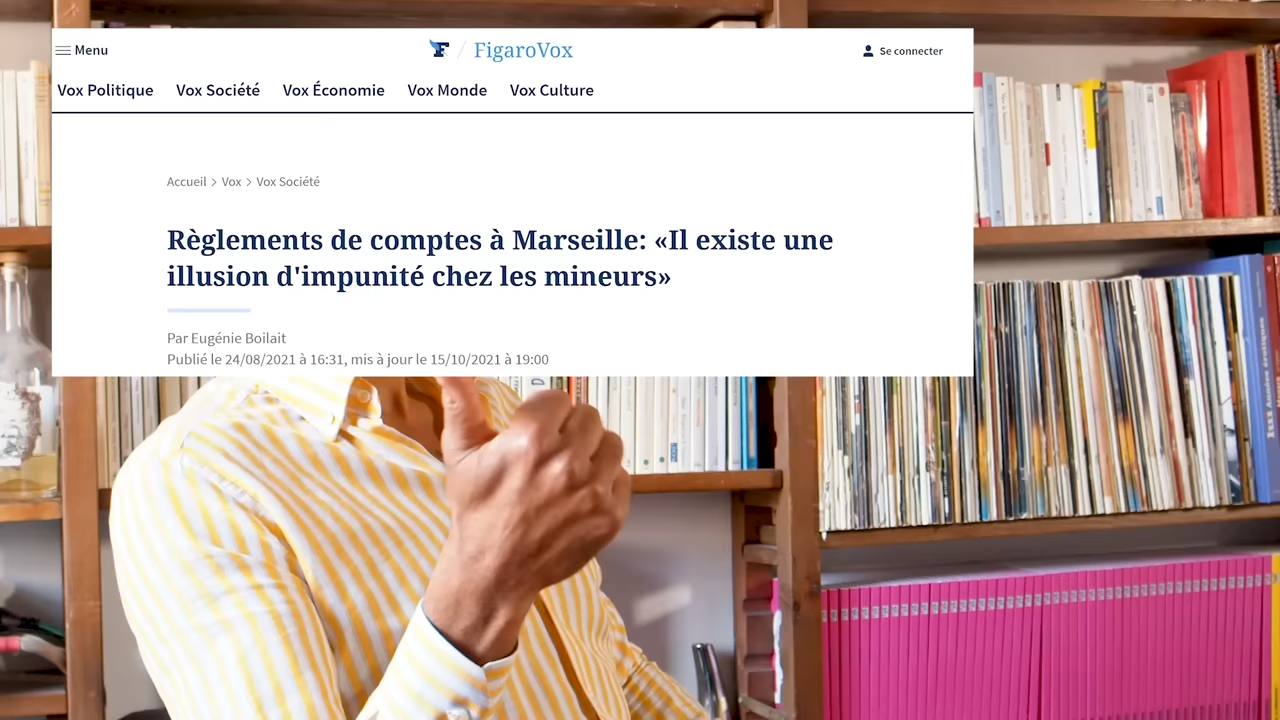 Menu
F / FigaroVox
Se connecter
Vox Politique Vox Société Vox Économie Vox Monde Vox Culture
Accueil > Vox > Vox Société
Règlements de comptes à Marseille: «Il existe une
illusion d'impunité chez les mineurs»
Par Eugénie Boilait
Publié le 24/08/2021 à 16:31, mis à jour le 15/10/2021 à 19:00